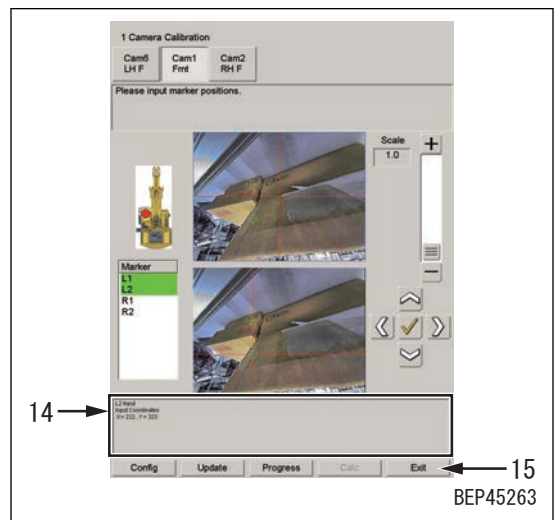 1 Camera Calibration
Cam6
LH F
Cam1
Frnt
Cam2
RH F
Please input marker positions.
Scale
1.0
Marker
L1
L2
R1
R2
L2 Input
Input Coordinates
X= 222 , Y = 323
14
Config
Update
Progress
Calc
Exit
15
BEP45263